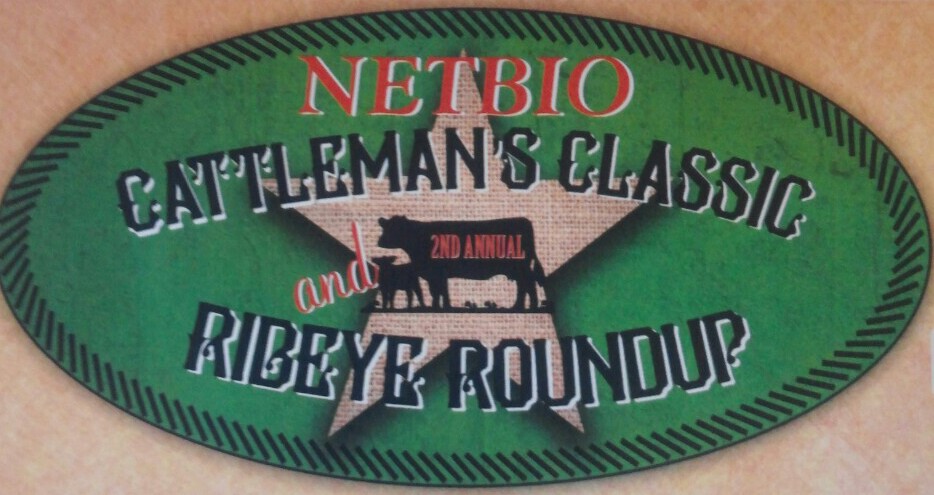 NETBIO
CATTLEMAN'S CLASSIC
2ND ANNUAL
and
RIBEYE ROUNDUP